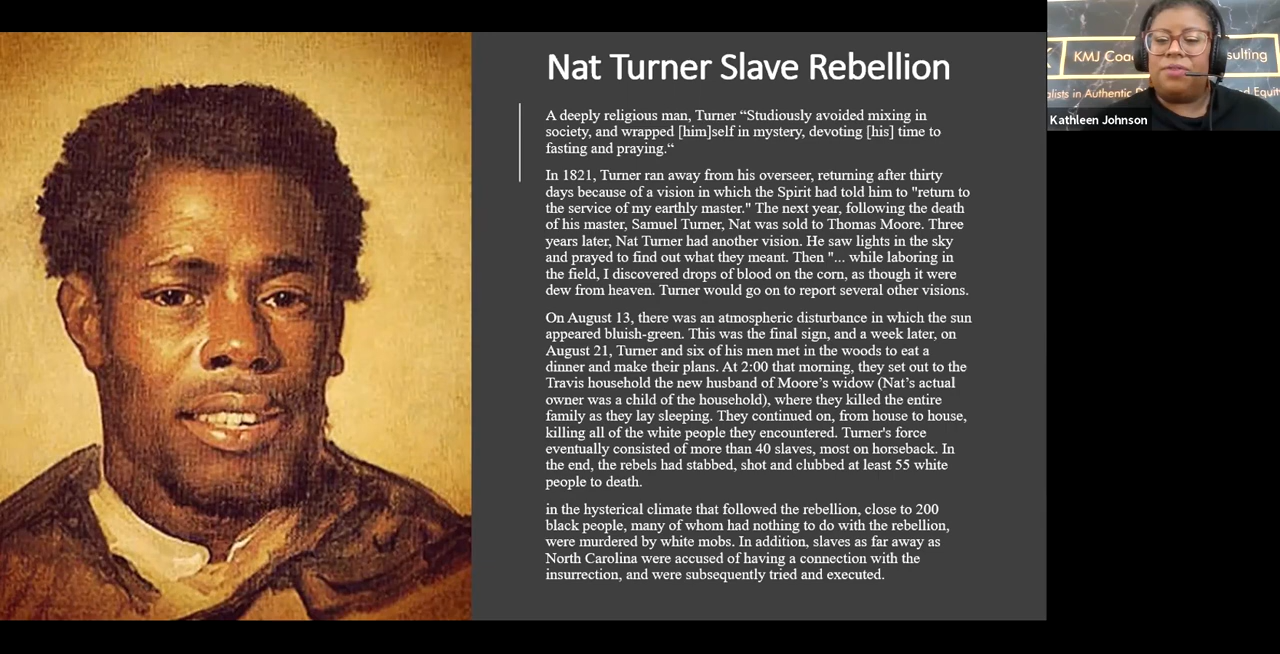 Nat Turner Slave Rebellion
A deeply religious man, Turner “Studiously avoided mixing in
society, and wrapped [him]self in mystery, devoting [his] time to
fasting and praying.“
In 1821, Turner ran away from his overseer, returning after thirty
days because of a vision in which the Spirit had told him to "return to
the service of my earthly master." The next year, following the death
of his master, Samuel Turner, Nat was sold to Thomas Moore. Three
years later, Nat Turner had another vision. He saw lights in the sky
and prayed to find out what they meant. Then "... while laboring in
the field, I discovered drops of blood on the corn, as though it were
dew from heaven. Turner would go on to report several other visions.
On August 13, there was an atmospheric disturbance in which the sun
appeared bluish-green. This was the final sign, and a week later, on
August 21, Turner and six of his men met in the woods to eat a
dinner and make their plans. At 2:00 that morning, they set out to the
Travis household the new husband of Moore’s widow (Nat’s actual
owner was a child of the household), where they killed the entire
family as they lay sleeping. They continued on, from house to house,
killing all of the white people they encountered. Turner's force
eventually consisted of more than 40 slaves, most on horseback. In
the end, the rebels had stabbed, shot and clubbed at least 55 white
people to death.
in the hysterical climate that followed the rebellion, close to 200
black people, many of whom had nothing to do with the rebellion,
were murdered by white mobs. In addition, slaves as far away as
North Carolina were accused of having a connection with the
insurrection, and were subsequently tried and executed.
KMJ Coa sulting
alists in Authentic Equi
Kathleen Johnson